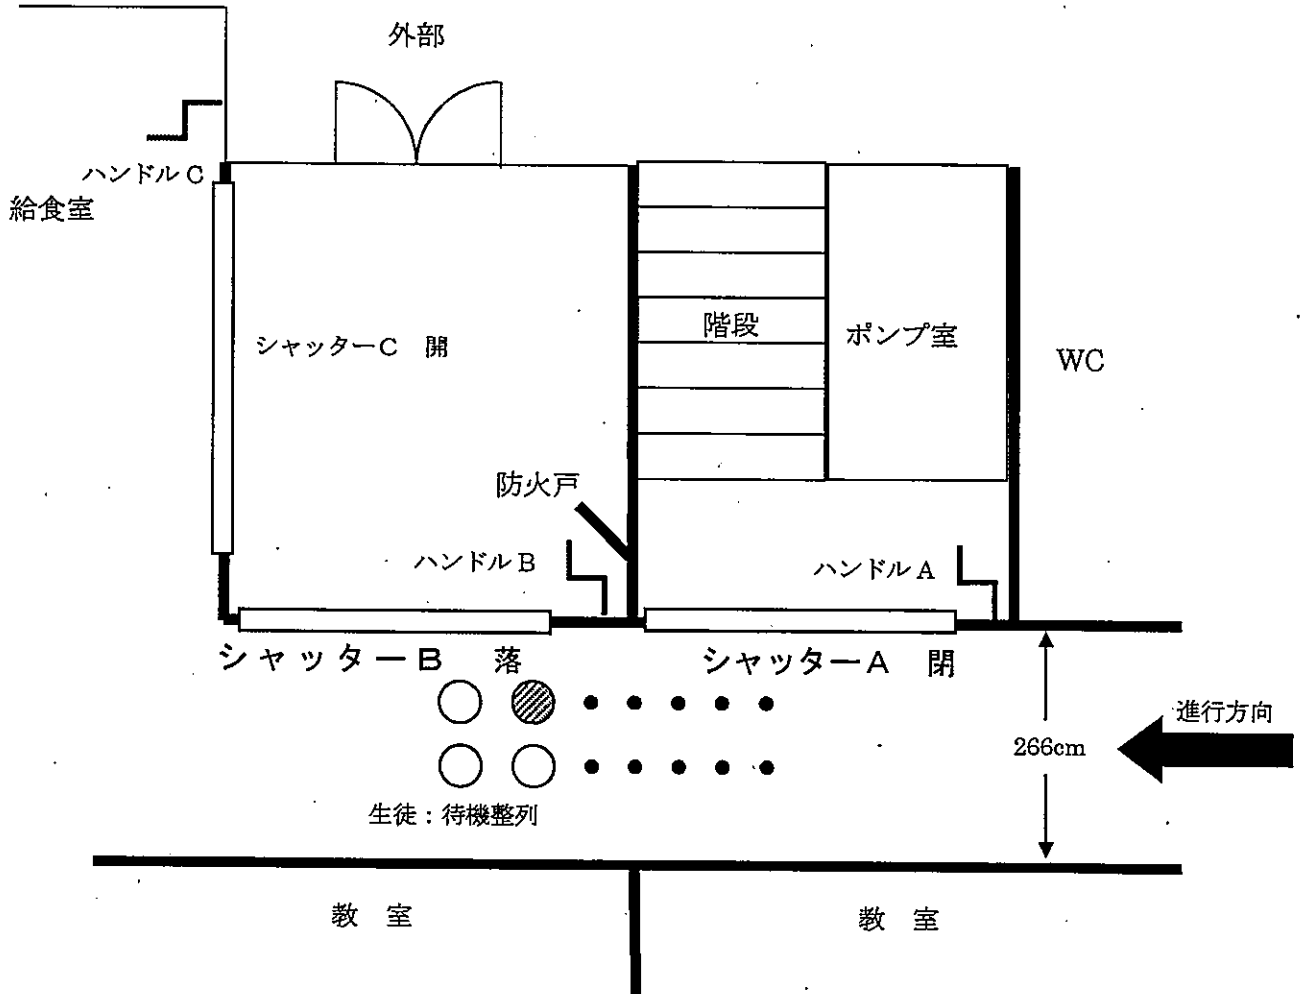 外部
ハンドルC
給食室
シャッターC 開
階段
ポンプ室
WC
防火戸
ハンドルB
ハンドルA
シャッターB 落
シャッターA 閉
進行方向
266cm
生徒：待機整列
教 室
教 室